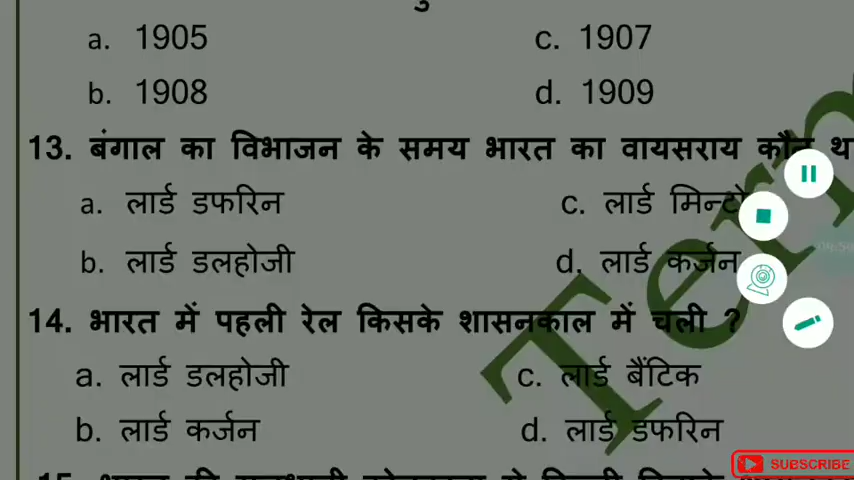 a. 1905 c. 1907
b. 1908 d. 1909
13. बंगाल का विभाजन के समय भारत का वायसराय कौन
a. लार्ड डफरिन c. लार्ड मिन्टो
b. लार्ड डलहोजी d. लार्ड कर्जन
14. भारत में पहली रेल किसके शासनकाल में चली ?
a. लार्ड डलहोजी c. लार्ड बैंटिक
b. लार्ड कर्जन d. लार्ड डफरिन
SUBSCRIBE